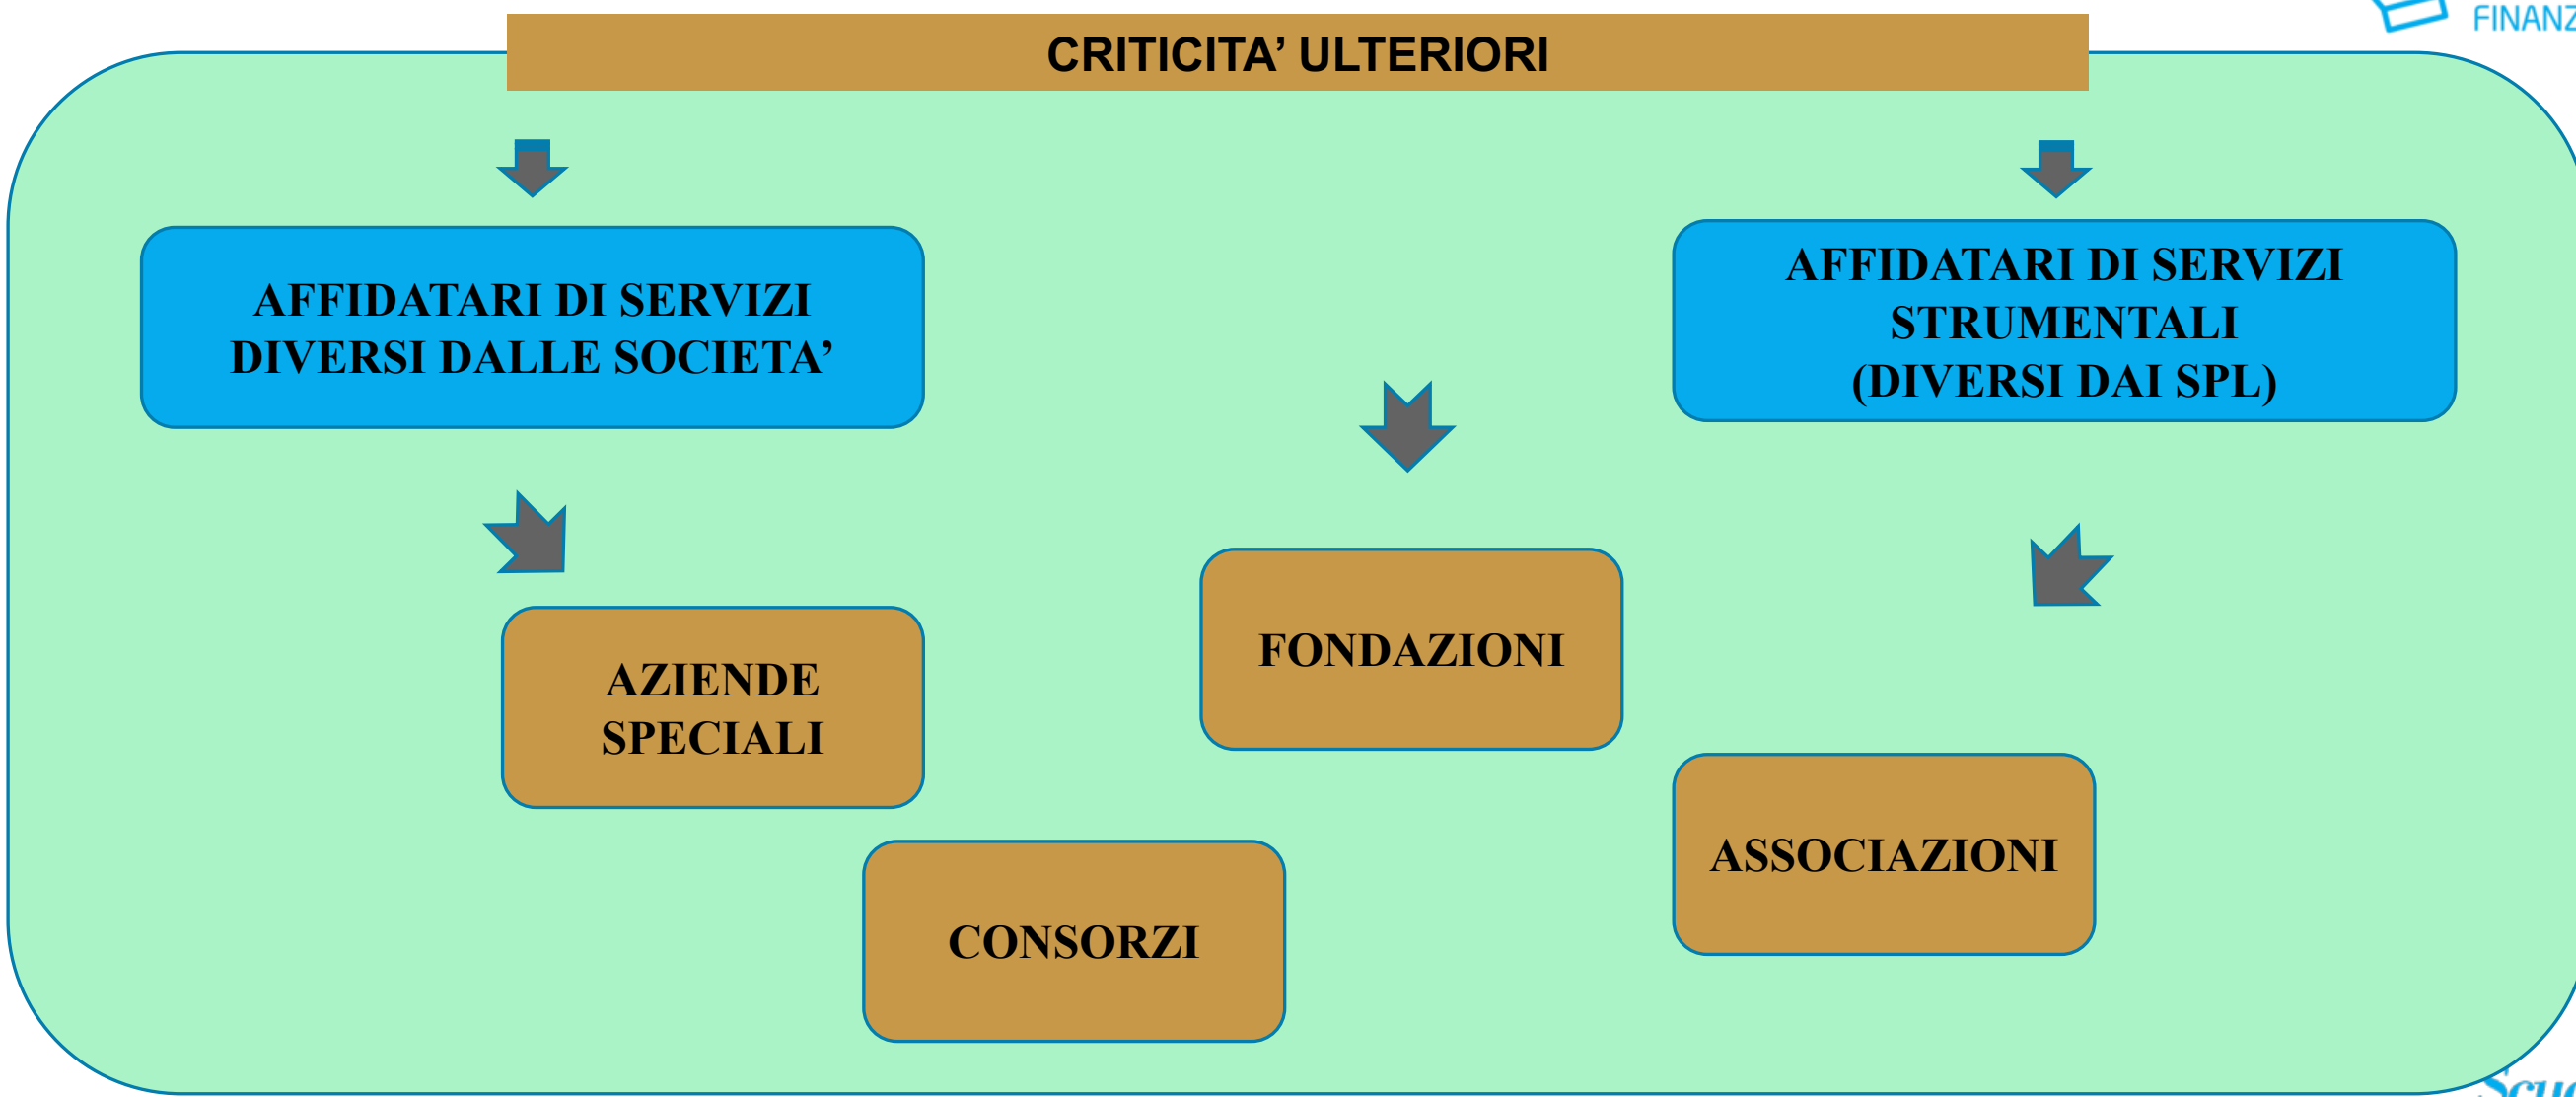 FINANZ
CRITICITA’ ULTERIORI
AFFIDATARI DI SERVIZI
DIVERSI DALLE SOCIETA’
AFFIDATARI DI SERVIZI
STRUMENTALI
(DIVERSI DAI SPL)
FONDAZIONI
AZIENDE
SPECIALI
ASSOCIAZIONI
CONSORZI